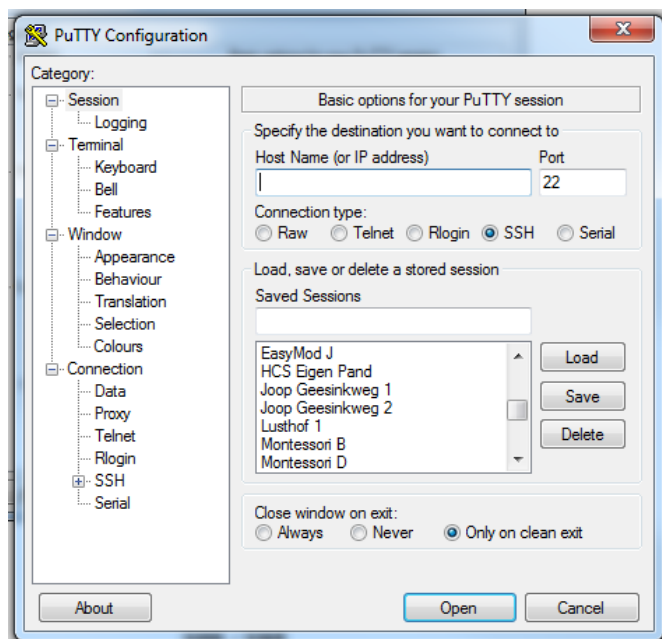 PuTTY Configuration
Category:
Session
Logging
Terminal
Keyboard
Bell
Features
Window
Appearance
Behaviour
Translation
Selection
Colours
Connection
Data
Proxy
Telnet
Rlogin
SSH
Serial
Basic options for your PuTTY session
Specify the destination you want to connect to
Host Name (or IP address) Port
22
Connection type:
Raw Telnet Rlogin SSH Serial
Load, save or delete a stored session
Saved Sessions
EasyMod J
HCS Eigen Pand
Joop Geesinkweg 1
Joop Geesinkweg 2
Lusthof 1
Montessori B
Montessori D
Load
Save
Delete
Close window on exit:
Always Never Only on clean exit
About Open Cancel